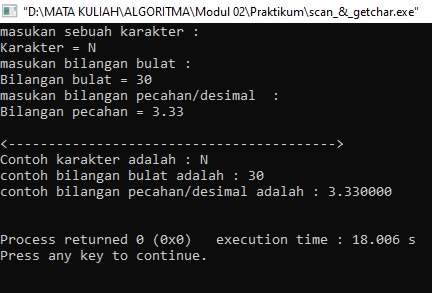 "D:\MATA KULIAH\ALGORITMA\Modul 02\Praktikum\scan_&_getchar.exe"
masukan sebuah karakter :
Karakter = N
masukan bilangan bulat :
Bilangan bulat = 30
masukan bilangan pecahan/desimal  :
Bilangan pecahan = 3.33
<----------------------------------------->
Contoh karakter adalah : N
contoh bilangan bulat adalah : 30
contoh bilangan pecahan/desimal adalah : 3.330000
Process returned 0 (0x0)   execution time : 18.006 s
Press any key to continue.